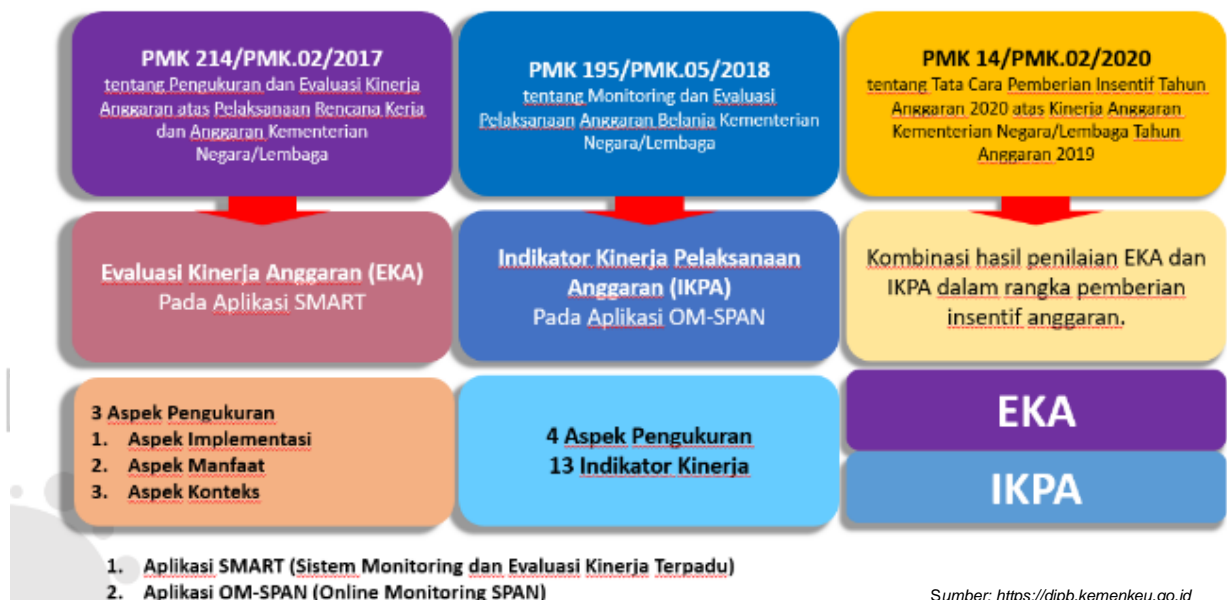 PMK 214/PMK.02/2017
tentang Pengukuran dan Evaluasi Kinerja
Anggaran atas Pelaksanaan Rencana Kerja
dan Anggaran Kementerian
Negara/Lembaga
PMK 195/PMK.05/2018
tentang Monitoring dan Evaluasi
Pelaksanaan Anggaran Belanja Kementerian
Negara/Lembaga
PMK 14/PMK.02/2020
tentang Tata Cara Pemberian Insentif Tahun
Anggaran 2020 atas Kinerja Anggaran
Kementerian Negara/Lembaga Tahun
Anggaran 2019
Evaluasi Kinerja Anggaran (EKA)
Pada Aplikasi SMART
Indikator Kinerja Pelaksanaan
Anggaran (IKPA)
Pada Aplikasi OM-SPAN
Kombinasi hasil penilaian EKA dan
IKPA dalam rangka pemberian
insentif anggaran.
3 Aspek Pengukuran
1. Aspek Implementasi
2. Aspek Manfaat
3. Aspek Konteks
4 Aspek Pengukuran
13 Indikator Kinerja
EKA
IKPA
1. Aplikasi SMART (Sistem Monitoring dan Evaluasi Kinerja Terpadu)
2. Aplikasi OM-SPAN (Online Monitoring SPAN)
Sumber: https://djpb.kemenkeu.go.id